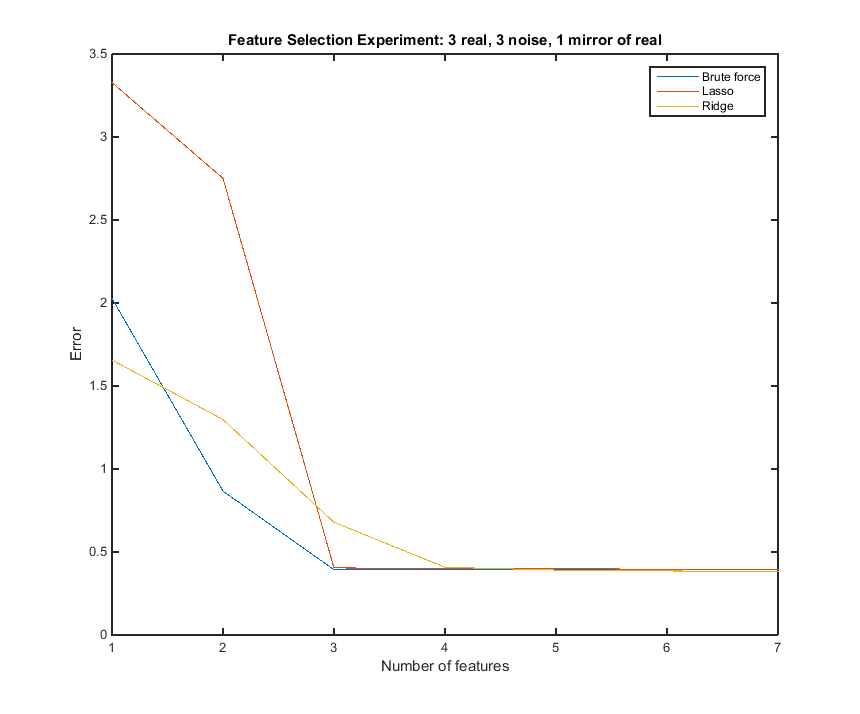 Feature Selection Experiment: 3 real, 3 noise, 1 mirror of real
3.5
3
2.5
2
1.5
1
0.5
0
Error
Brute force
Lasso
Ridge
1 2 3 4 5 6 7
Number of features